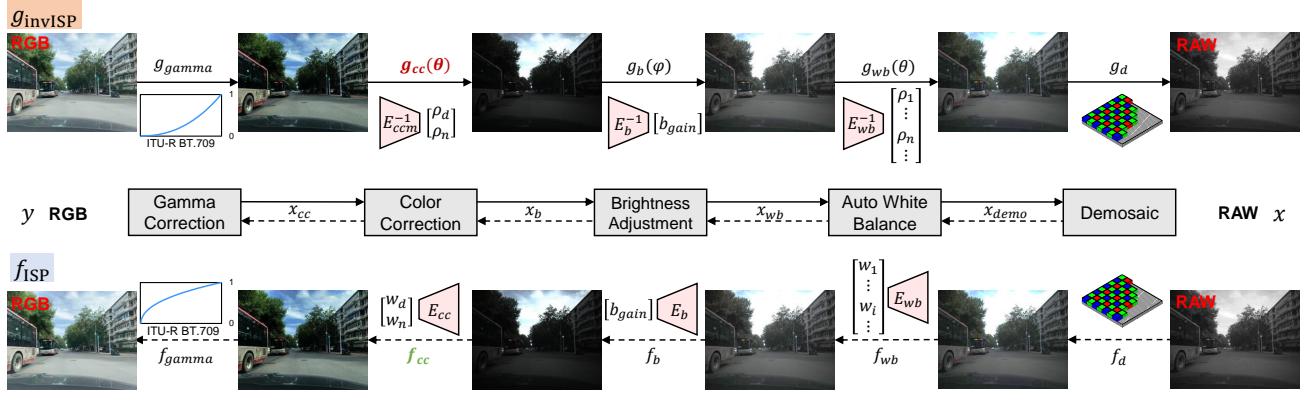 g_invISP
RGB
g_gamma
g_cc(θ)
g_b(φ)
g_wb(θ)
g_d
RAW
1
0
ITU-R BT.709
E_ccm^-1 [ρ_d ρ_n]
E_b^-1 [b_gain]
E_wb^-1 [ρ_1 ⋮ ρ_n ⋮]
y RGB
Gamma Correction
x_cc
Color Correction
x_b
Brightness Adjustment
x_wb
Auto White Balance
x_demo
Demosaic
RAW x
f_ISP
RGB
1
0
ITU-R BT.709
[w_d w_n] E_cc
[b_gain] E_b
[w_1 ⋮ w_i ⋮] E_wb
RAW
f_gamma
f_cc
f_b
f_wb
f_d